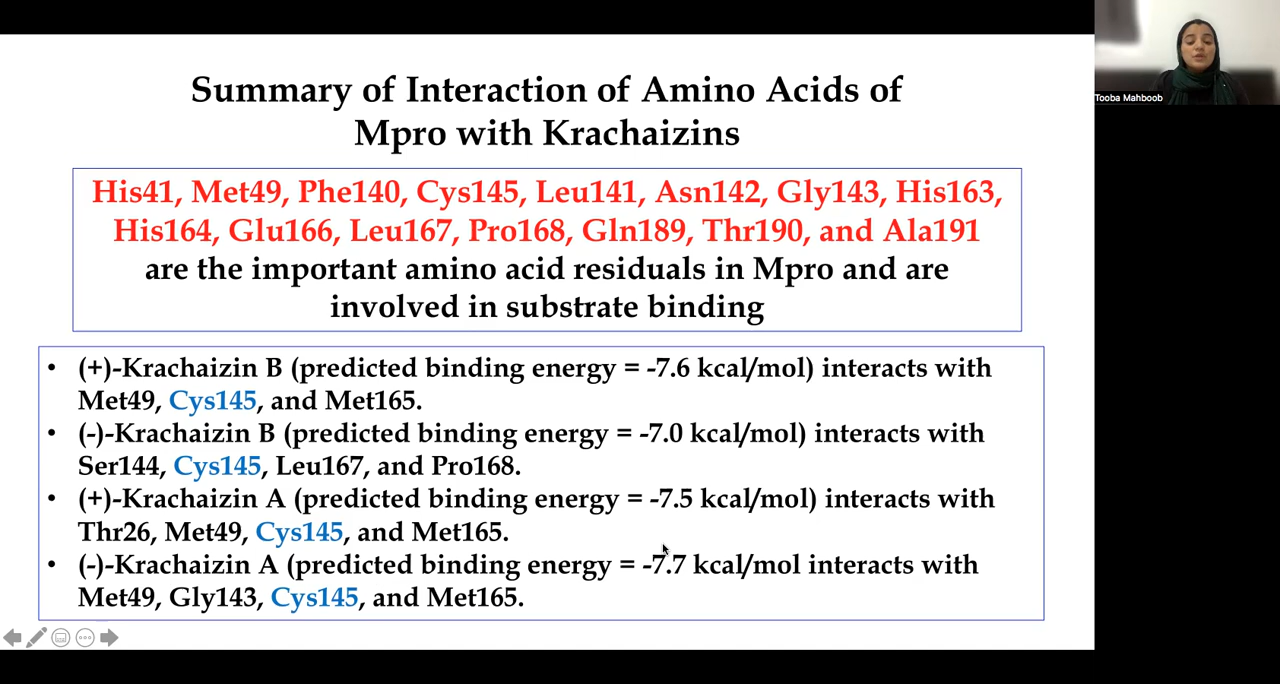 Summary of Interaction of Amino Acids of
Mpro with Krachaizins
His41, Met49, Phe140, Cys145, Leu141, Asn142, Gly143, His163,
His164, Glu166, Leu167, Pro168, Gln189, Thr190, and Ala191
are the important amino acid residuals in Mpro and are
involved in substrate binding
• (+)-Krachaizin B (predicted binding energy = -7.6 kcal/mol) interacts with
Met49, Cys145, and Met165.
• (-)-Krachaizin B (predicted binding energy = -7.0 kcal/mol) interacts with
Ser144, Cys145, Leu167, and Pro168.
• (+)-Krachaizin A (predicted binding energy = -7.5 kcal/mol) interacts with
Thr26, Met49, Cys145, and Met165.
• (-)-Krachaizin A (predicted binding energy = -7.7 kcal/mol interacts with
Met49, Gly143, Cys145, and Met165.
Tooba Mahboob